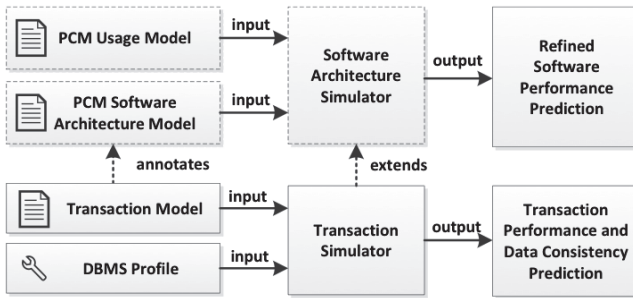 PCM Usage Model
input
Software
Architecture
Simulator
output
Refined
Software
Performance
Prediction
PCM Software
Architecture Model
input
annotates
extends
Transaction Model
input
Transaction
Simulator
output
Transaction
Performance and
Data Consistency
Prediction
DBMS Profile
input